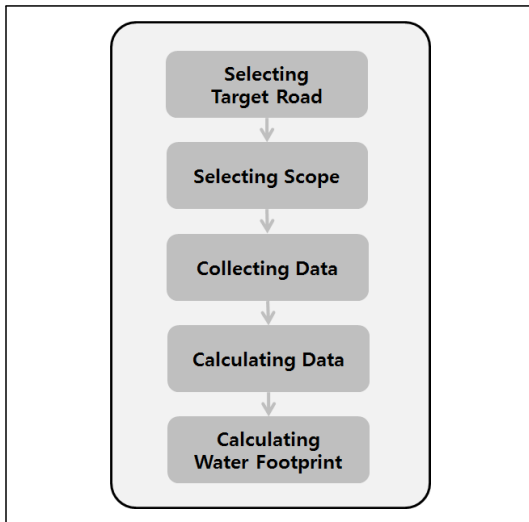 Selecting
Target Road
Selecting Scope
Collecting Data
Calculating Data
Calculating
Water Footprint